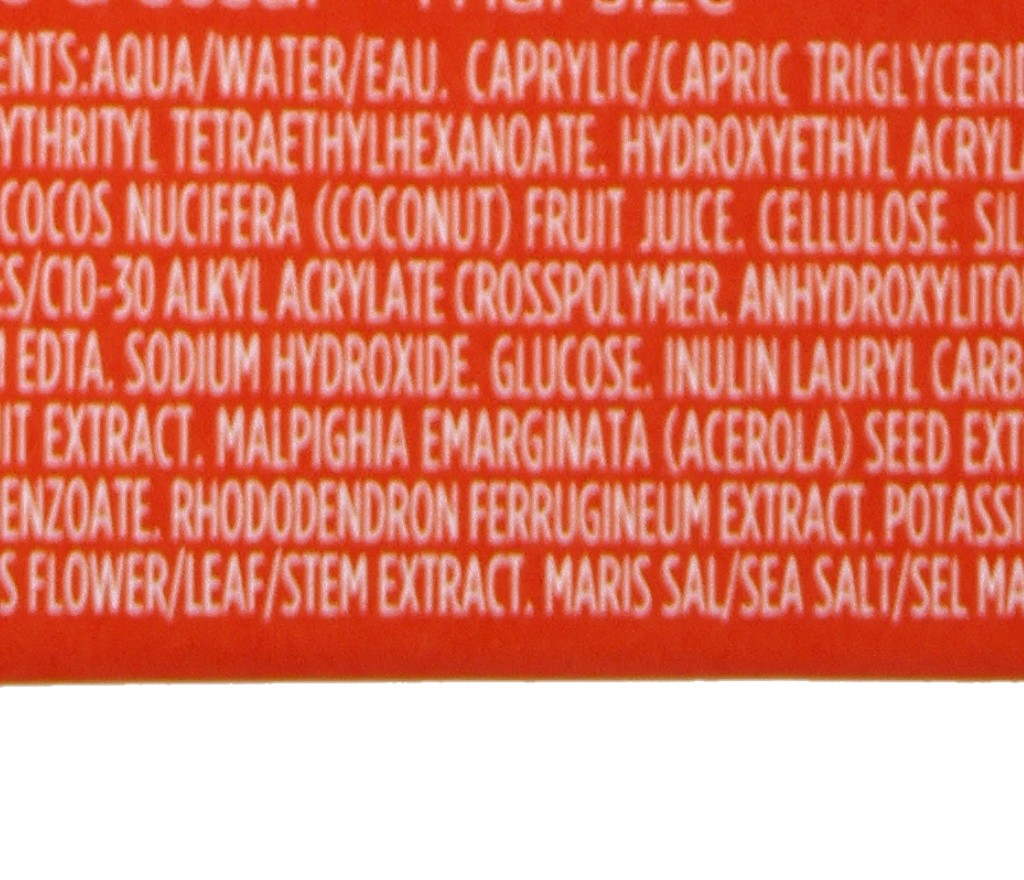 ENTS:AQUA/WATER/EAU. CAPRYLIC/CAPRIC TRIGLYCERID
YTHRITYL TETRAETHYLHEXANOATE. HYDROXYETHYL ACRYL
COCOS NUCIFERA (COCONUT) FRUIT JUICE. CELLULOSE. SIL
ES/C10-30 ALKYL ACRYLATE CROSSPOLYMER. ANHYDROXYLITO
EDTA. SODIUM HYDROXIDE. GLUCOSE. INULIN LAURYL CARB
IT EXTRACT. MALPIGHIA EMARGINATA (ACEROLA) SEED EXT
ENZOATE. RHODODENDRON FERRUGINEUM EXTRACT. POTASSI
S FLOWER/LEAF/STEM EXTRACT. MARIS SAL/SEA SALT/SEL MA